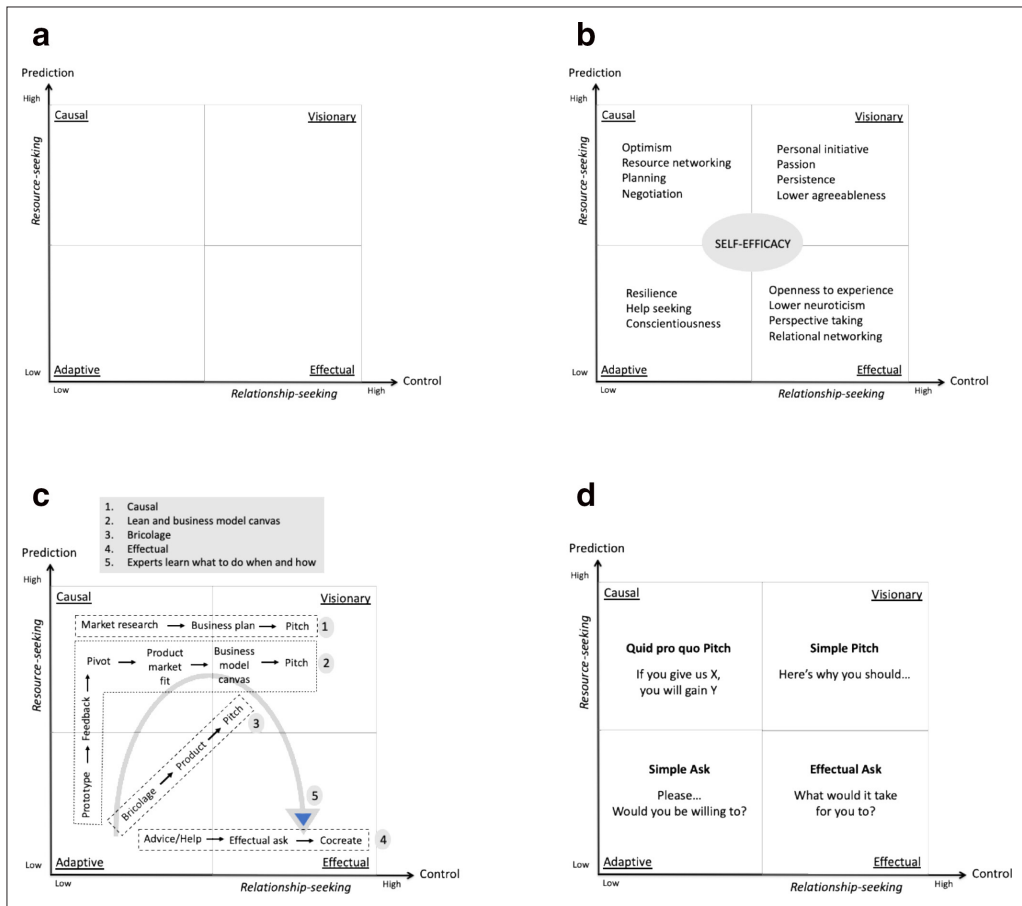 a
Prediction
High
Resource-seeking
Causal
Visionary
Low
Adaptive
Effectual
Low
Relationship-seeking
High
Control
b
Prediction
High
Resource-seeking
Causal
Visionary
Optimism
Resource networking
Planning
Negotiation
Personal initiative
Passion
Persistence
Lower agreeableness
SELF-EFFICACY
Resilience
Help seeking
Conscientiousness
Openness to experience
Lower neuroticism
Perspective taking
Relational networking
Low
Adaptive
Effectual
Low
Relationship-seeking
High
Control
c
1. Causal
2. Lean and business model canvas
3. Bricolage
4. Effectual
5. Experts learn what to do when and how
Prediction
High
Resource-seeking
Causal
Visionary
Market research
Business plan
Pitch
1
Prototype
Feedback
Pivot
Product
market
fit
Business
model
canvas
Pitch
2
Bricolage
Product
Pitch
3
5
Advice/Help
Effectual ask
Cocreate
4
Low
Adaptive
Effectual
Low
Relationship-seeking
High
Control
d
Prediction
High
Resource-seeking
Causal
Visionary
Quid pro quo Pitch
If you give us X,
you will gain Y
Simple Pitch
Here's why you should…
Simple Ask
Please…
Would you be willing to?
Effectual Ask
What would it take
for you to?
Low
Adaptive
Effectual
Low
Relationship-seeking
High
Control